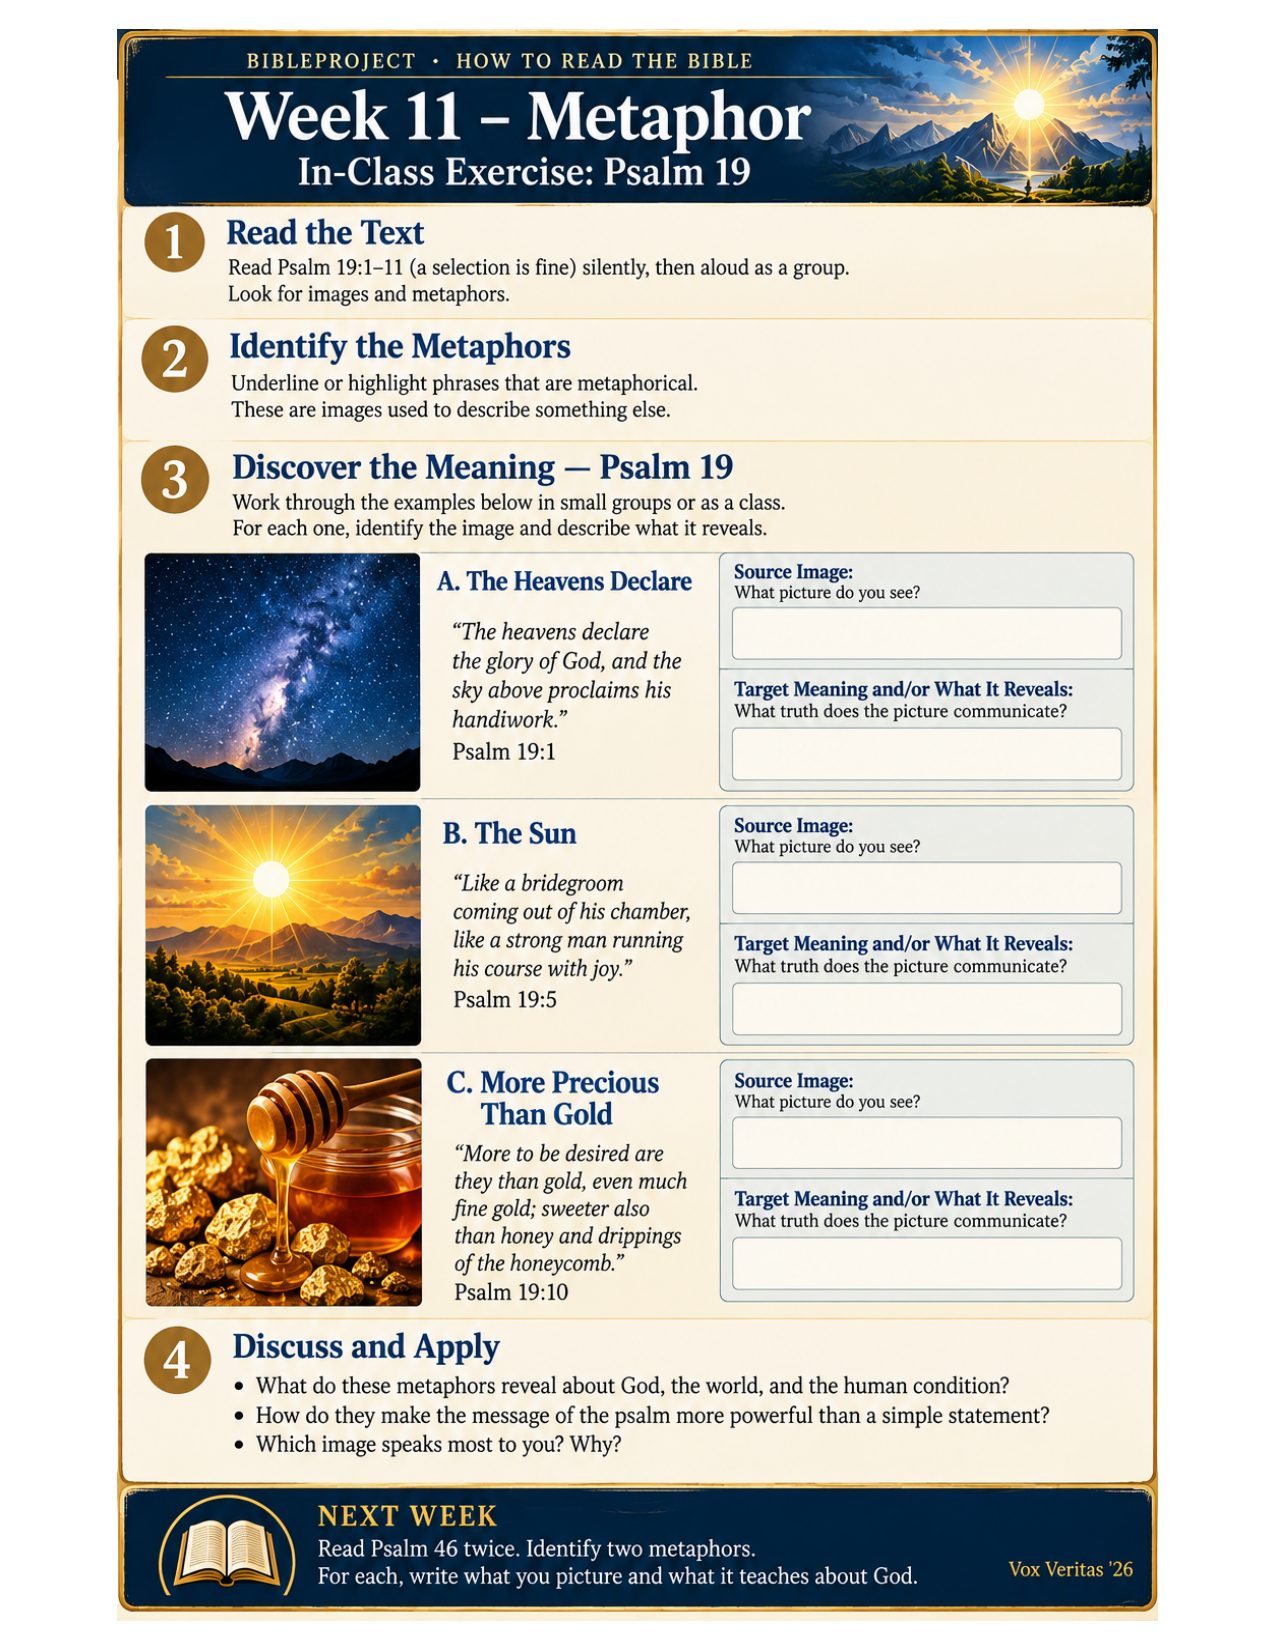 BIBLEPROJECT • HOW TO READ THE BIBLE
Week 11 – Metaphor
In-Class Exercise: Psalm 19
1
Read the Text
Read Psalm 19:1–11 (a selection is fine) silently, then aloud as a group.
Look for images and metaphors.
2
Identify the Metaphors
Underline or highlight phrases that are metaphorical.
These are images used to describe something else.
3
Discover the Meaning — Psalm 19
Work through the examples below in small groups or as a class.
For each one, identify the image and describe what it reveals.
A. The Heavens Declare
“The heavens declare
the glory of God, and the
sky above proclaims his
handiwork.”
Psalm 19:1
Source Image:
What picture do you see?
Target Meaning and/or What It Reveals:
What truth does the picture communicate?
B. The Sun
“Like a bridegroom
coming out of his chamber,
like a strong man running
his course with joy.”
Psalm 19:5
Source Image:
What picture do you see?
Target Meaning and/or What It Reveals:
What truth does the picture communicate?
C. More Precious
Than Gold
“More to be desired are
they than gold, even much
fine gold; sweeter also
than honey and drippings
of the honeycomb.”
Psalm 19:10
Source Image:
What picture do you see?
Target Meaning and/or What It Reveals:
What truth does the picture communicate?
4
Discuss and Apply
• What do these metaphors reveal about God, the world, and the human condition?
• How do they make the message of the psalm more powerful than a simple statement?
• Which image speaks most to you? Why?
NEXT WEEK
Read Psalm 46 twice. Identify two metaphors.
For each, write what you picture and what it teaches about God.
Vox Veritas ’26